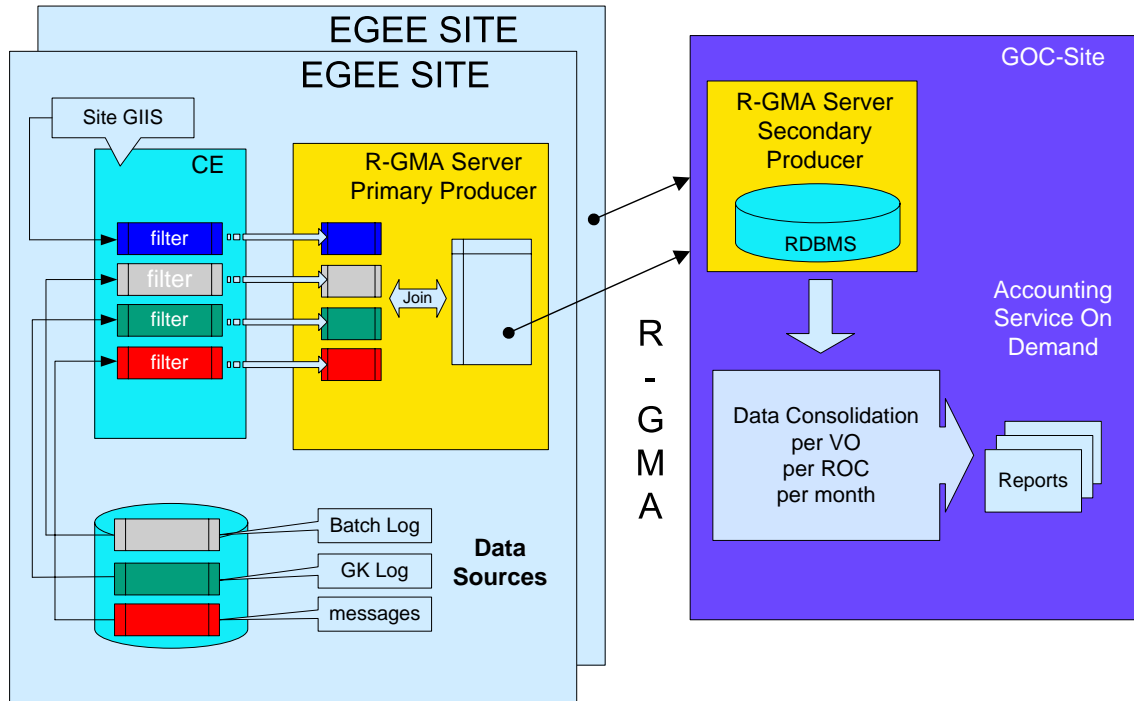 EGEE SITE
EGEE SITE
Site GIIS
CE
filter
filter
filter
filter
R-GMA Server
Primary Producer
Join
Batch Log
GK Log
messages
Data
Sources
R
-
G
M
A
GOC-Site
R-GMA Server
Secondary
Producer
RDBMS
Accounting
Service On
Demand
Data Consolidation
per VO
per ROC
per month
Reports